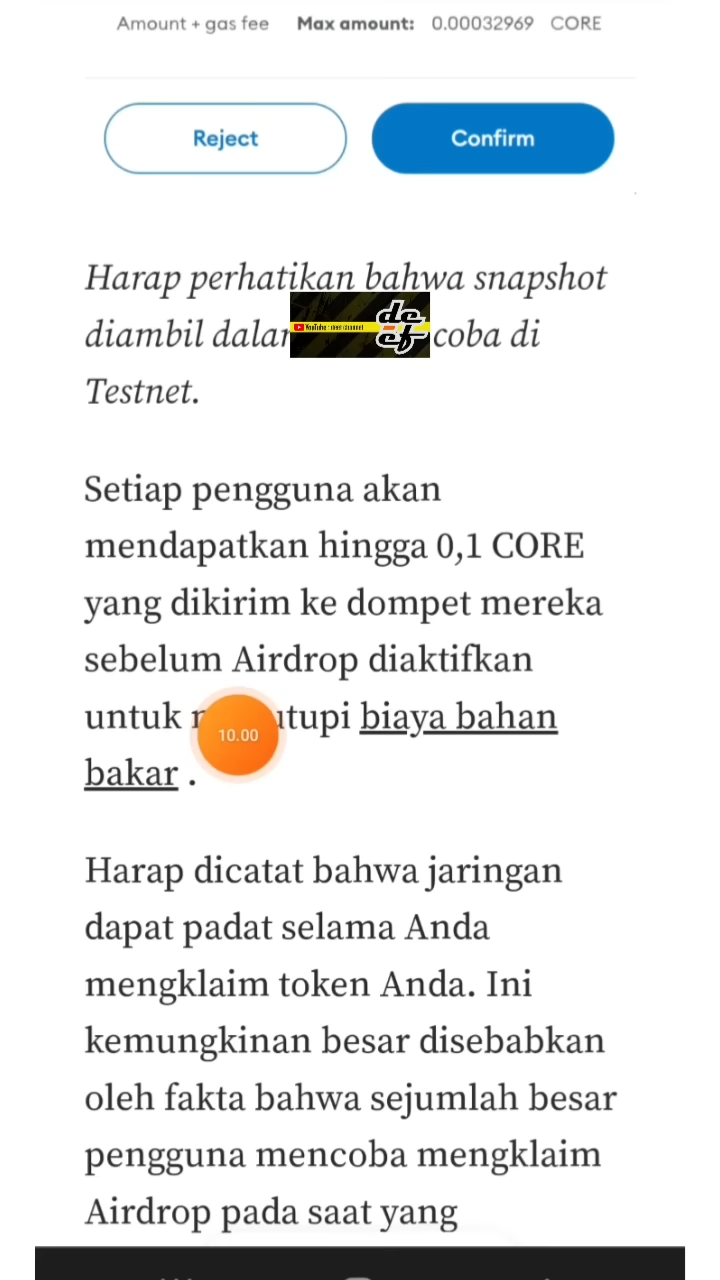 Amount + gas fee Max amount: 0.00032969 CORE
Reject Confirm
Harap perhatikan bahwa snapshot
diambil coba di
YouTube
de
ef
Testnet.
Setiap pengguna akan
mendapatkan hingga 0,1 CORE
yang dikirim ke dompet mereka
sebelum Airdrop diaktifkan
untuk biaya bahan
10.00
bakar .
Harap dicatat bahwa jaringan
dapat padat selama Anda
mengklaim token Anda. Ini
kemungkinan besar disebabkan
oleh fakta bahwa sejumlah besar
pengguna mencoba mengklaim
Airdrop pada saat yang